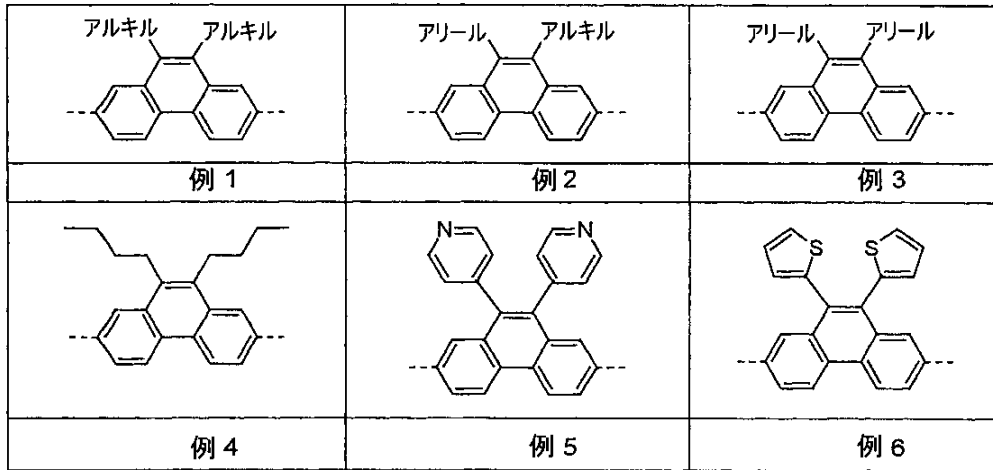 アルキル アルキル
アリール アルキル
アリール アリール
例 1
例 2
例 3
N N
S S
例 4
例 5
例 6